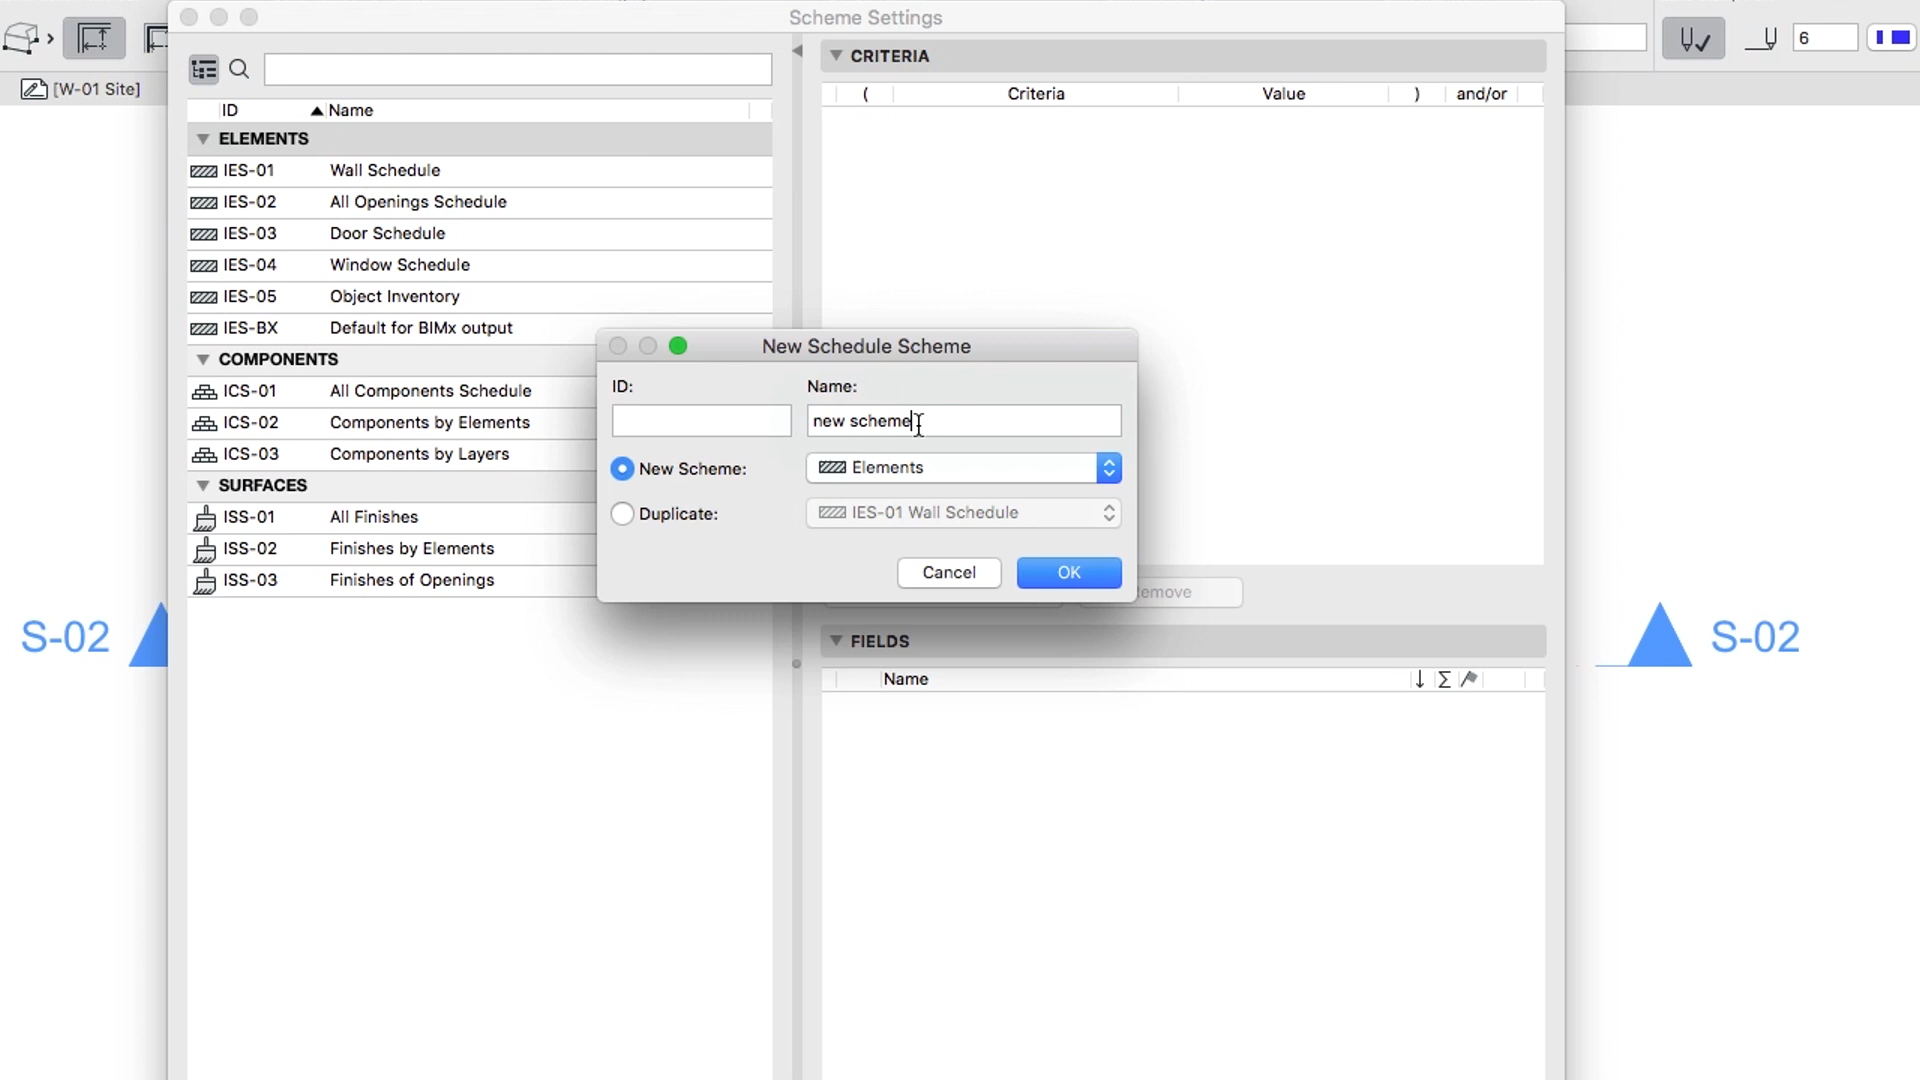 Scheme Settings
6
[W-01 Site]
CRITERIA
( Criteria Value ) and/or
ID Name
ELEMENTS
IES-01 Wall Schedule
IES-02 All Openings Schedule
IES-03 Door Schedule
IES-04 Window Schedule
IES-05 Object Inventory
IES-BX Default for BIMx output
COMPONENTS
ICS-01 All Components Schedule
ICS-02 Components by Elements
ICS-03 Components by Layers
SURFACES
ISS-01 All Finishes
ISS-02 Finishes by Elements
ISS-03 Finishes of Openings
New Schedule Scheme
ID: Name:
new scheme
New Scheme: Elements
Duplicate: IES-01 Wall Schedule
Cancel OK
emove
S-02
S-02
FIELDS
Name Σ